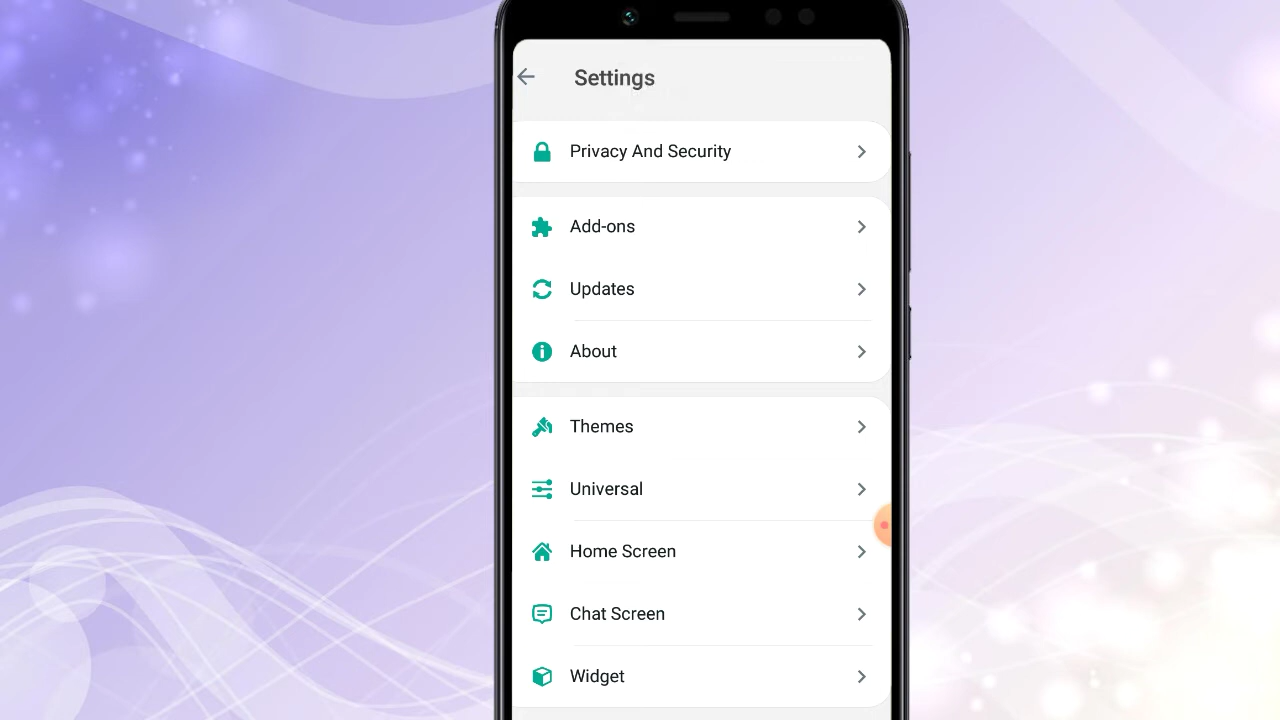 Settings
Privacy And Security
Add-ons
Updates
About
Themes
Universal
Home Screen
Chat Screen
Widget